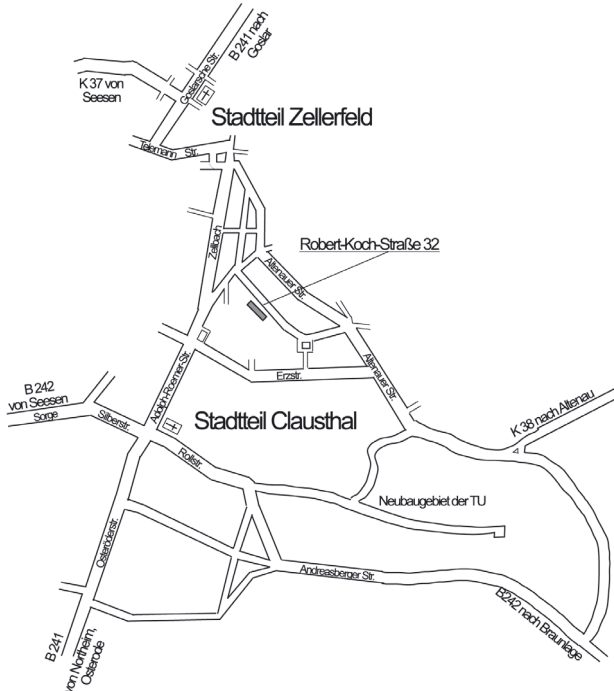 B 241 nach
Goslar
Goslarsche Str.
K 37 von
Seesen
Stadtteil Zellerfeld
Telemann Str.
Zellbach
Robert-Koch-Straße 32
Altenauer Str.
Altenauer Str.
Erzstr.
Adolph-Roemer-Str.
B 242
von Seesen
Sorge
Silberstr.
Stadtteil Clausthal
K 38 nach Altenau
Rollstr.
Neubaugebiet der TU
Osteröderstr.
Andreasberger Str.
B242 nach Braunlage
B 241
von Northeim,
Osterode